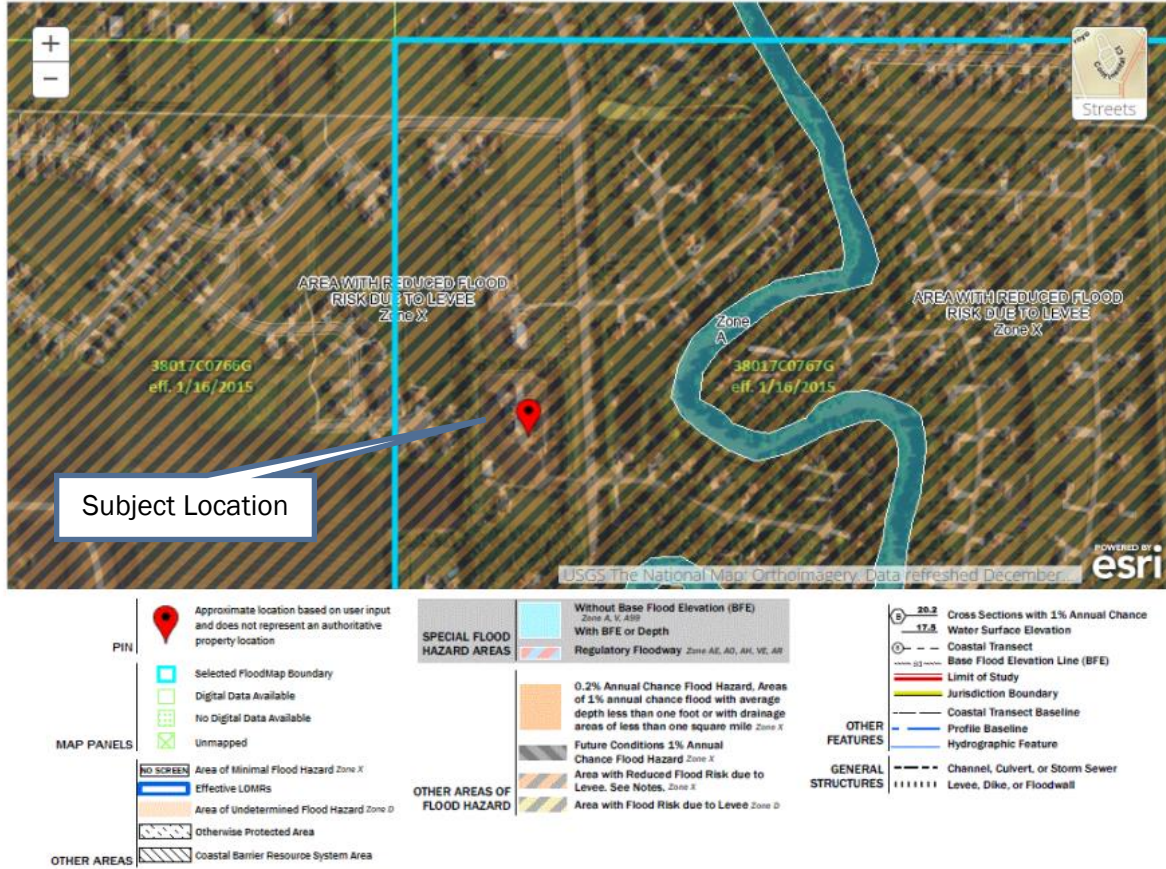 +
−
Streets
AREA WITH REDUCED FLOOD
RISK DUE TO LEVEE
Zone X
AREA WITH REDUCED FLOOD
RISK DUE TO LEVEE
Zone X
Zone
A
38017C0766G
eff. 1/16/2015
38017C0767G
eff. 1/16/2015
Subject Location
USGS The National Map: Orthoimagery. Data refreshed December...
POWERED BY
esri
PIN
Approximate location based on user input
and does not represent an authoritative
property location
MAP PANELS
Selected FloodMap Boundary
Digital Data Available
No Digital Data Available
Unmapped
OTHER AREAS
NO SCREEN Area of Minimal Flood Hazard Zone X
Effective LOMRs
Area of Undetermined Flood Hazard Zone D
Otherwise Protected Area
Coastal Barrier Resource System Area
SPECIAL FLOOD
HAZARD AREAS
Without Base Flood Elevation (BFE)
Zone A, V, A99
With BFE or Depth
Regulatory Floodway Zone AE, AO, AH, VE, AR
OTHER AREAS OF
FLOOD HAZARD
0.2% Annual Chance Flood Hazard, Areas
of 1% annual chance flood with average
depth less than one foot or with drainage
areas of less than one square mile Zone X
Future Conditions 1% Annual
Chance Flood Hazard Zone X
Area with Reduced Flood Risk due to
Levee. See Notes. Zone X
Area with Flood Risk due to Levee Zone D
OTHER
FEATURES
B 20.2 Cross Sections with 1% Annual Chance
17.5 Water Surface Elevation
Coastal Transect
Base Flood Elevation Line (BFE)
Limit of Study
Jurisdiction Boundary
Coastal Transect Baseline
Profile Baseline
Hydrographic Feature
GENERAL
STRUCTURES
Channel, Culvert, or Storm Sewer
Levee, Dike, or Floodwall